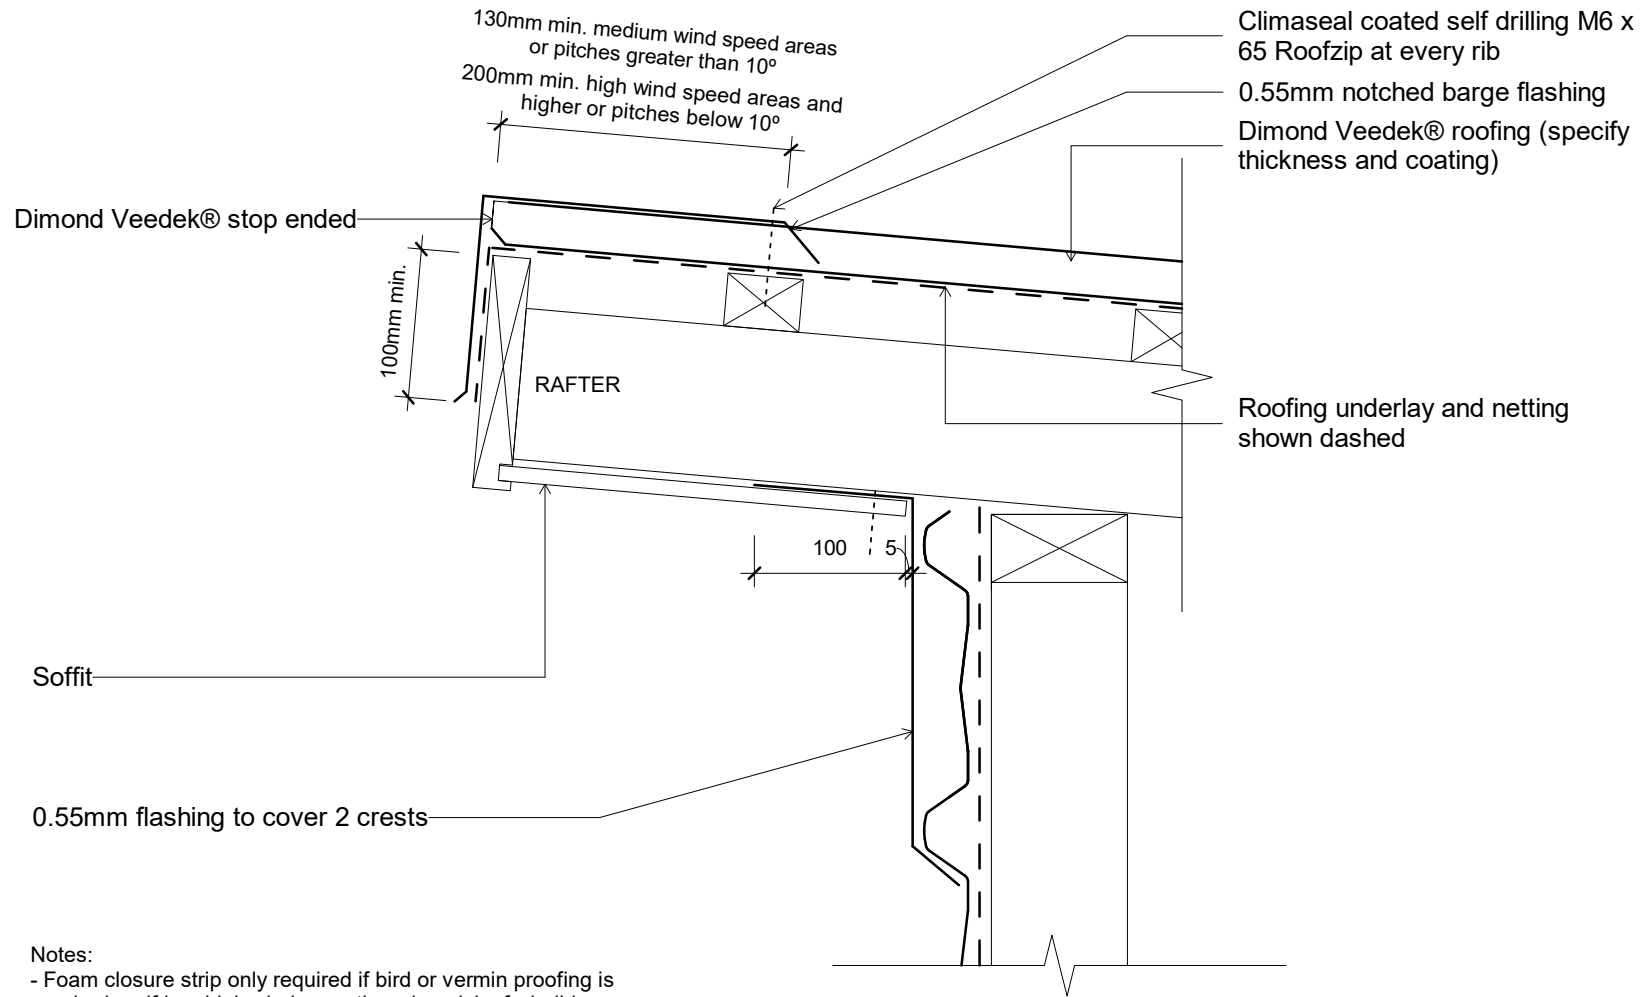 130mm min. medium wind speed areas
or pitches greater than 10º
200mm min. high wind speed areas and
higher or pitches below 10º
Climaseal coated self drilling M6 x
65 Roofzip at every rib
0.55mm notched barge flashing
Dimond Veedek® roofing (specify
thickness and coating)
Dimond Veedek® stop ended
100mm min.
RAFTER
Roofing underlay and netting
shown dashed
100 5
Soffit
0.55mm flashing to cover 2 crests
Notes:
- Foam closure strip only required if bird or vermin proofing is